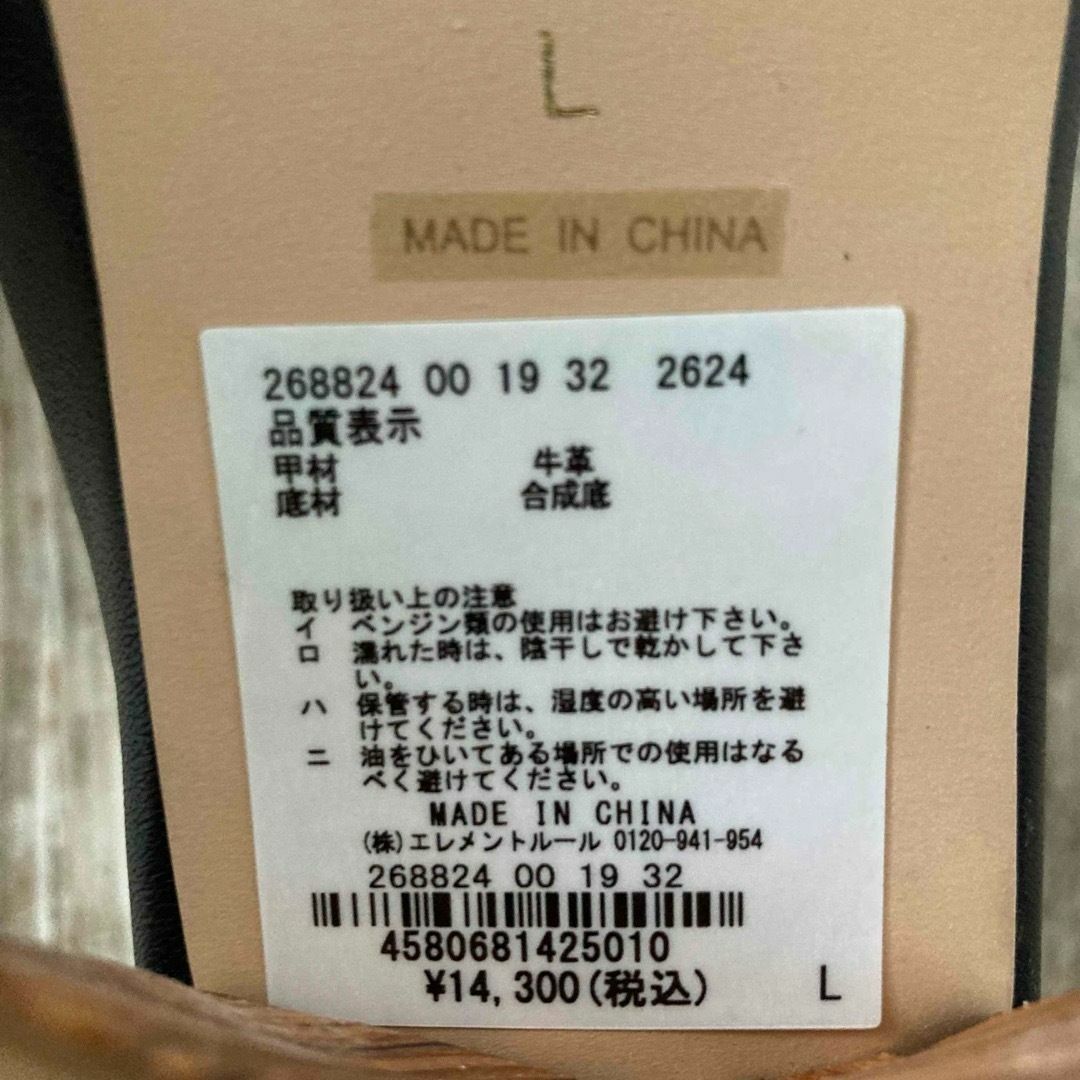 L
MADE IN CHINA
268824 00 19 32 2624
品質表示
甲材 牛革
底材 合成底
取り扱い上の注意
イ ベンジン類の使用はお避け下さい。
ロ 濡れた時は、陰干しで乾かして下さ
い。
ハ 保管する時は、湿度の高い場所を避
けてください。
ニ 油をひいてある場所での使用はなる
べく避けてください。
MADE IN CHINA
(株)エレメントルール 0120-941-954
268824 00 19 32
4580681425010
¥14,300(税込) L